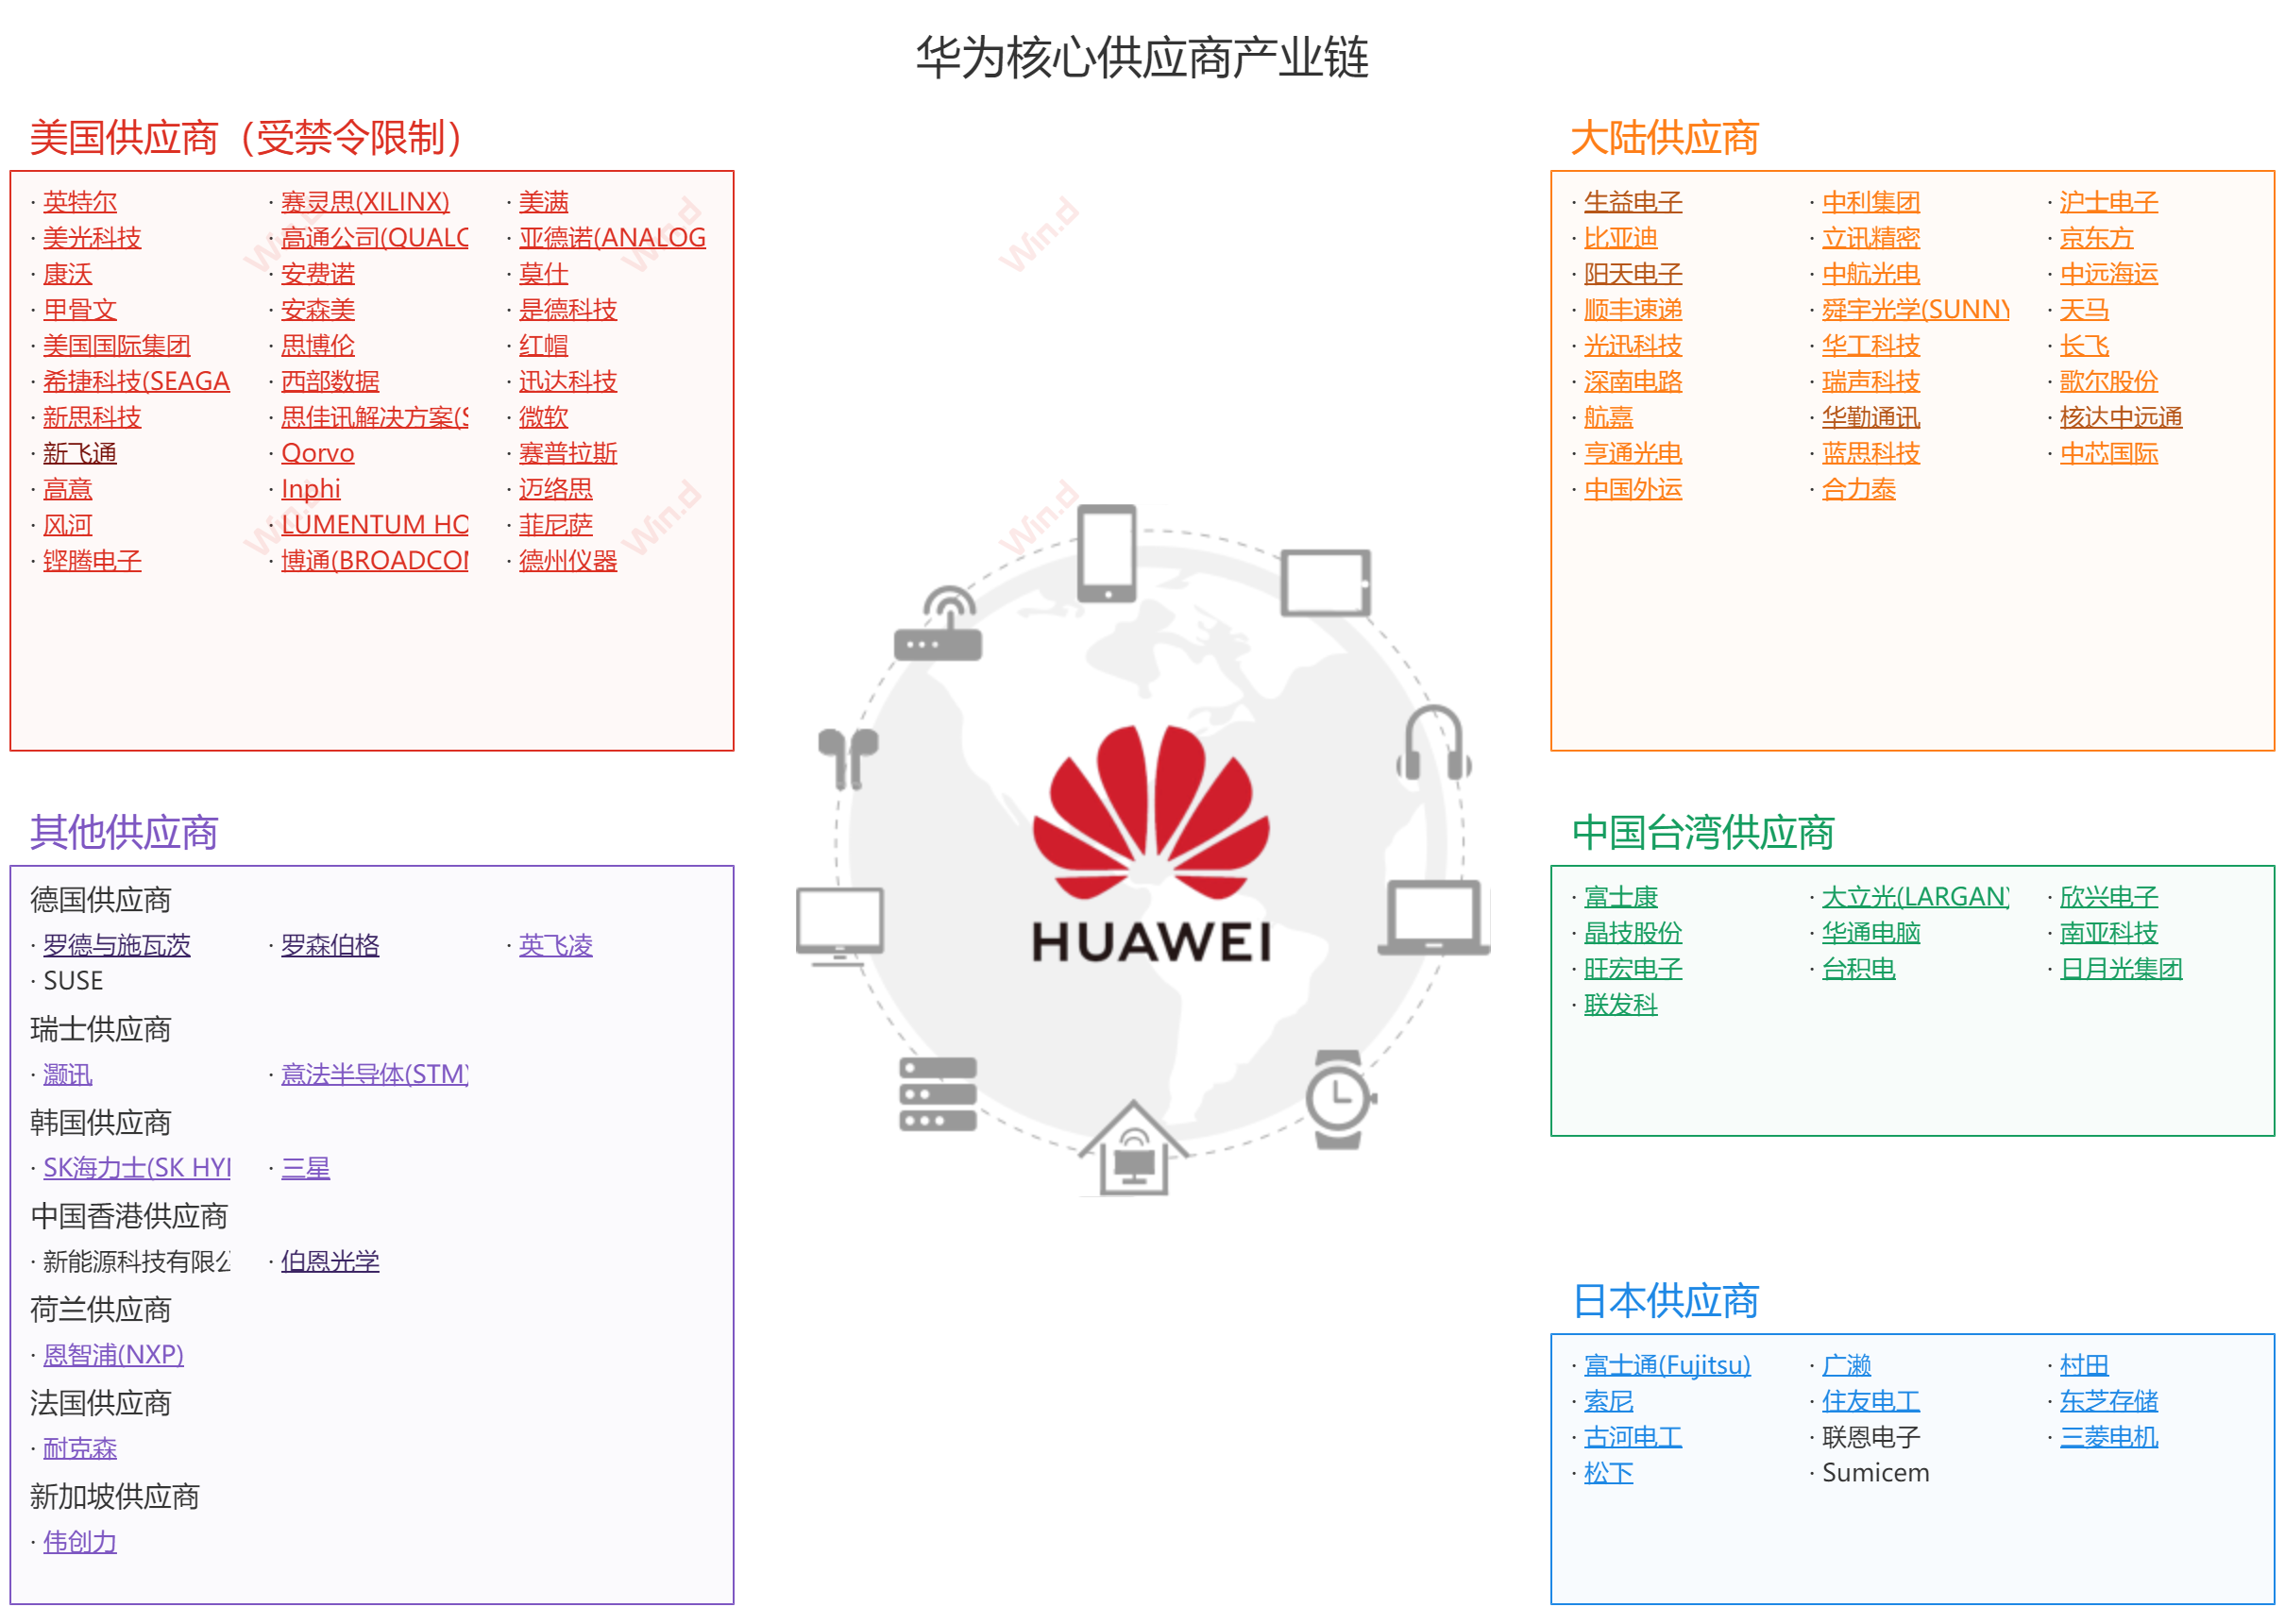 华为核心供应商产业链
美国供应商（受禁令限制）
· 英特尔 · 赛灵思(XILINX) · 美满
· 美光科技 · 高通公司(QUALC · 亚德诺(ANALOG
· 康沃 · 安费诺 · 莫仕
· 甲骨文 · 安森美 · 是德科技
· 美国国际集团 · 思博伦 · 红帽
· 希捷科技(SEAGA · 西部数据 · 迅达科技
· 新思科技 · 思佳讯解决方案(S · 微软
· 新飞通 · Qorvo · 赛普拉斯
· 高意 · Inphi · 迈络思
· 风河 · LUMENTUM HO · 菲尼萨
· 铿腾电子 · 博通(BROADCOM · 德州仪器
大陆供应商
· 生益电子 · 中利集团 · 沪士电子
· 比亚迪 · 立讯精密 · 京东方
· 阳天电子 · 中航光电 · 中远海运
· 顺丰速递 · 舜宇光学(SUNNY · 天马
· 光迅科技 · 华工科技 · 长飞
· 深南电路 · 瑞声科技 · 歌尔股份
· 航嘉 · 华勤通讯 · 核达中远通
· 亨通光电 · 蓝思科技 · 中芯国际
· 中国外运 · 合力泰
Win.d Win.d Win.d
Win.d Win.d Win.d
HUAWEI
其他供应商
德国供应商
· 罗德与施瓦茨 · 罗森伯格 · 英飞凌
· SUSE
瑞士供应商
· 灏讯 · 意法半导体(STM)
韩国供应商
· SK海力士(SK HYI · 三星
中国香港供应商
· 新能源科技有限公 · 伯恩光学
荷兰供应商
· 恩智浦(NXP)
法国供应商
· 耐克森
新加坡供应商
· 伟创力
中国台湾供应商
· 富士康 · 大立光(LARGAN) · 欣兴电子
· 晶技股份 · 华通电脑 · 南亚科技
· 旺宏电子 · 台积电 · 日月光集团
· 联发科
日本供应商
· 富士通(Fujitsu) · 广濑 · 村田
· 索尼 · 住友电工 · 东芝存储
· 古河电工 · 联恩电子 · 三菱电机
· 松下 · Sumicem